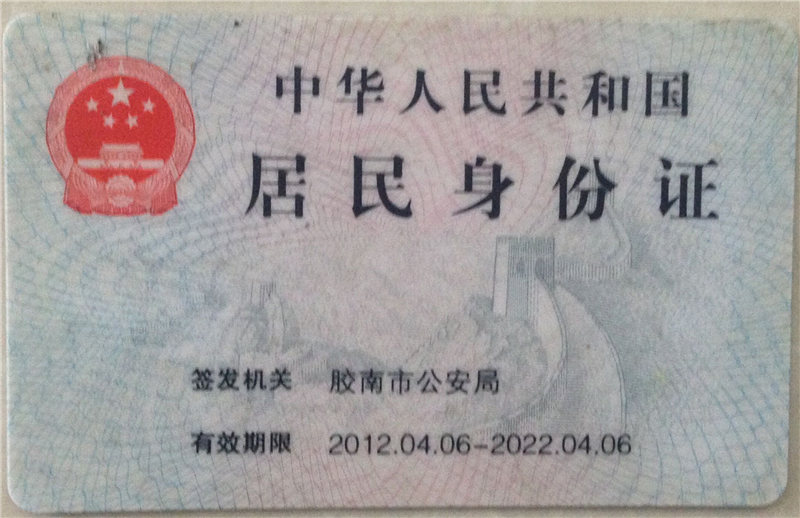 中华人民共和国
居民身份证
签发机关 胶南市公安局
有效期限 2012.04.06-2022.04.06